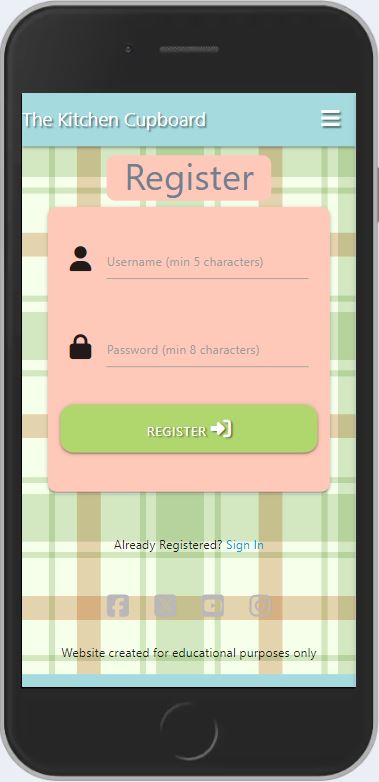 The Kitchen Cupboard
Register
Username (min 5 characters)
Password (min 8 characters)
REGISTER
Already Registered? Sign In
Website created for educational purposes only